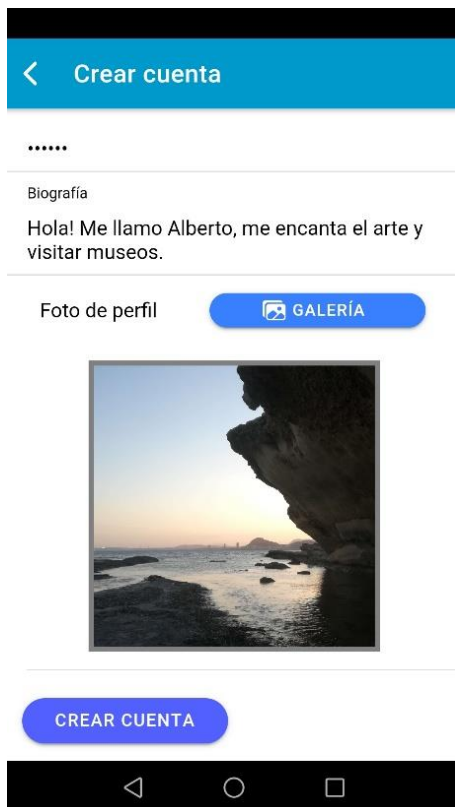 Crear cuenta
••••••
Biografía
Hola! Me llamo Alberto, me encanta el arte y
visitar museos.
Foto de perfil
GALERÍA
CREAR CUENTA